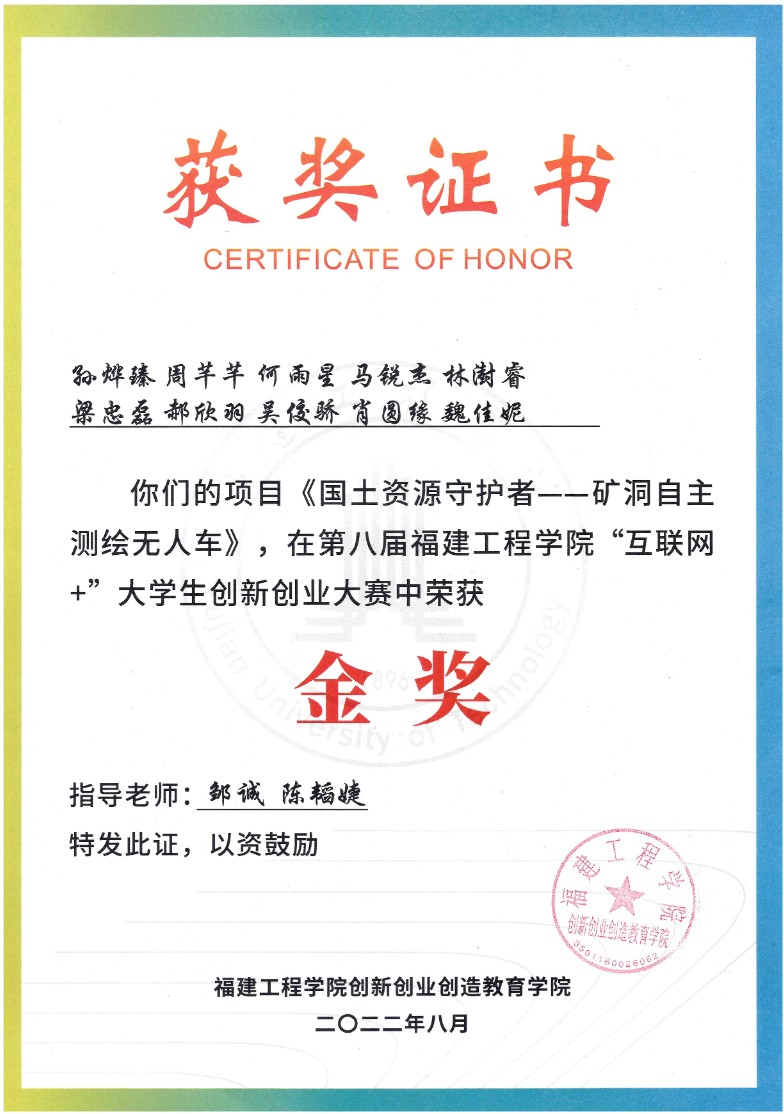 获奖证书
CERTIFICATE OF HONOR
孙烨臻 周芊芊 何雨星 马锐杰 林澍睿
梁忠磊 郝欣羽 吴俊骄 肖圆缘 魏佳妮
你们的项目《国土资源守护者——矿洞自主
测绘无人车》，在第八届福建工程学院“互联网
+”大学生创新创业大赛中荣获
金奖
1896
Fujian University of Technology
指导老师：邹诚 陈韬婕
特发此证，以资鼓励
福建工程学院
创新创业创造教育学院
3501180026062
福建工程学院创新创业创造教育学院
二〇二二年八月